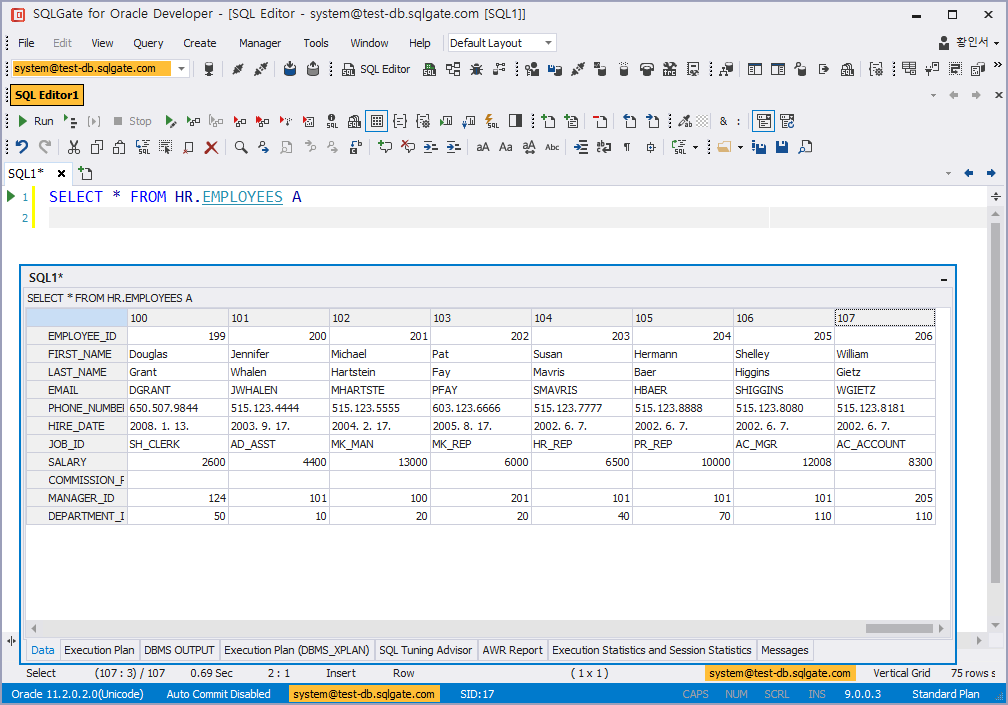 SQLGate for Oracle Developer - [SQL Editor - system@test-db.sqlgate.com [SQL1]]
File Edit View Query Create Manager Tools Window Help Default Layout 황인서
system@test-db.sqlgate.com SQL Editor
SQL Editor1
Run Stop
SQL1*
1 SELECT * FROM HR.EMPLOYEES A
2
SQL1*
SELECT * FROM HR.EMPLOYEES A
100 101 102 103 104 105 106 107
EMPLOYEE_ID 199 200 201 202 203 204 205 206
FIRST_NAME Douglas Jennifer Michael Pat Susan Hermann Shelley William
LAST_NAME Grant Whalen Hartstein Fay Mavris Baer Higgins Gietz
EMAIL DGRANT JWHALEN MHARTSTE PFAY SMAVRIS HBAER SHIGGINS WGIETZ
PHONE_NUMBER 650.507.9844 515.123.4444 515.123.5555 603.123.6666 515.123.7777 515.123.8888 515.123.8080 515.123.8181
HIRE_DATE 2008. 1. 13. 2003. 9. 17. 2004. 2. 17. 2005. 8. 17. 2002. 6. 7. 2002. 6. 7. 2002. 6. 7. 2002. 6. 7.
JOB_ID SH_CLERK AD_ASST MK_MAN MK_REP HR_REP PR_REP AC_MGR AC_ACCOUNT
SALARY 2600 4400 13000 6000 6500 10000 12008 8300
COMMISSION_P
MANAGER_ID 124 101 100 201 101 101 101 205
DEPARTMENT_I 50 10 20 20 40 70 110 110
Data Execution Plan DBMS OUTPUT Execution Plan (DBMS_XPLAN) SQL Tuning Advisor AWR Report Execution Statistics and Session Statistics Messages
Select (107 : 3) / 107 0.69 Sec 2 : 1 Insert Row ( 1 x 1 ) system@test-db.sqlgate.com Vertical Grid 75 rows s
Oracle 11.2.0.2.0(Unicode) Auto Commit Disabled system@test-db.sqlgate.com SID:17 CAPS NUM SCRL INS 9.0.0.3 Standard Plan